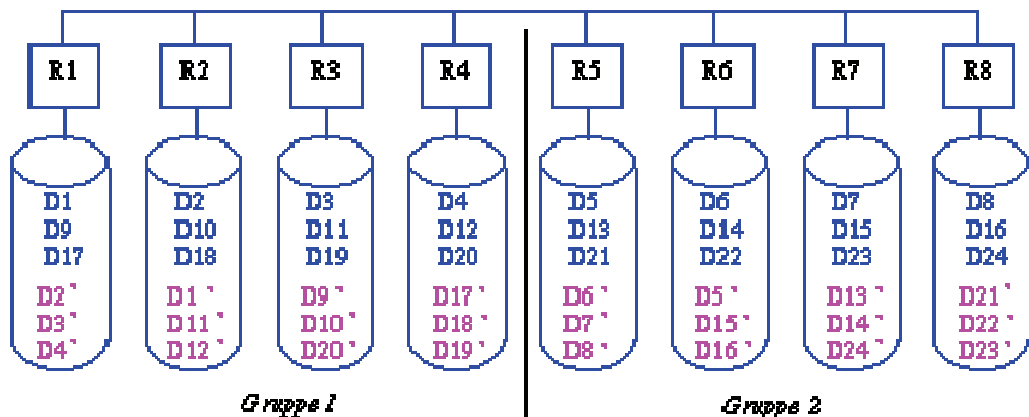 R1 R2 R3 R4 R5 R6 R7 R8
D1 D2 D3 D4 D5 D6 D7 D8
D9 D10 D11 D12 D13 D14 D15 D16
D17 D18 D19 D20 D21 D22 D23 D24
D2` D1` D9` D17` D6` D5` D13` D21`
D3` D11` D10` D18` D7` D15` D14` D22`
D4` D12` D20` D19` D8` D16` D24` D23`
Gruppe 1 Gruppe 2